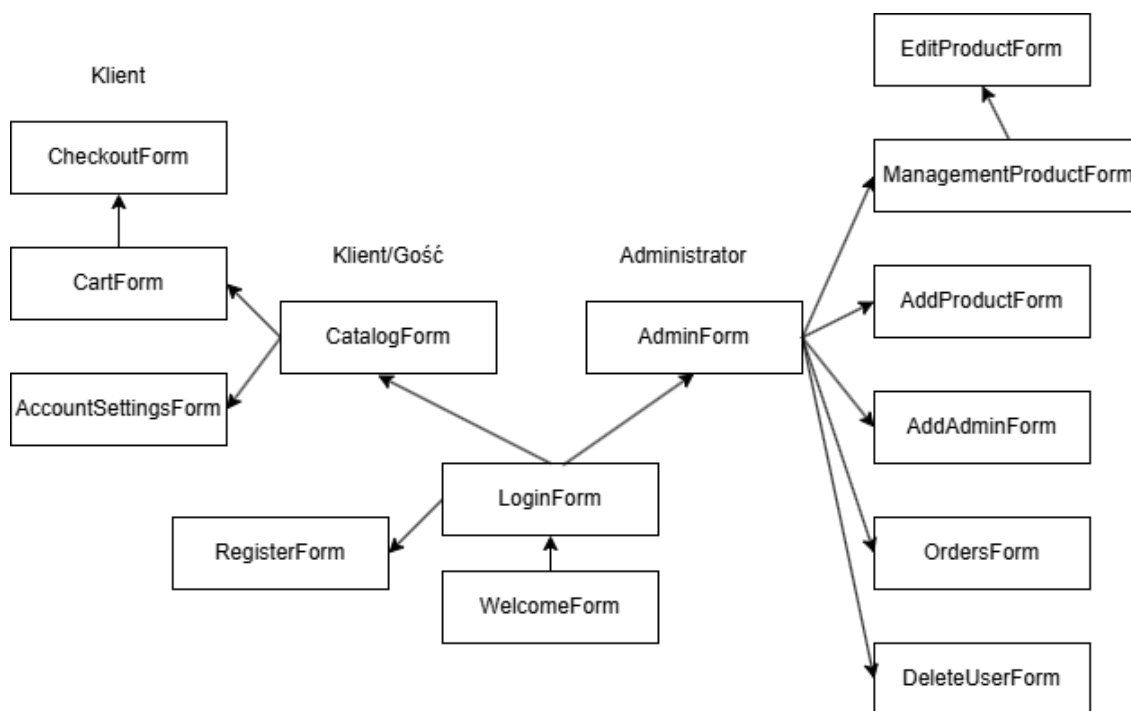 EditProductForm
Klient
CheckoutForm
ManagementProductForm
CartForm
Klient/Gość
Administrator
AddProductForm
CatalogForm
AdminForm
AccountSettingsForm
AddAdminForm
LoginForm
RegisterForm
OrdersForm
WelcomeForm
DeleteUserForm